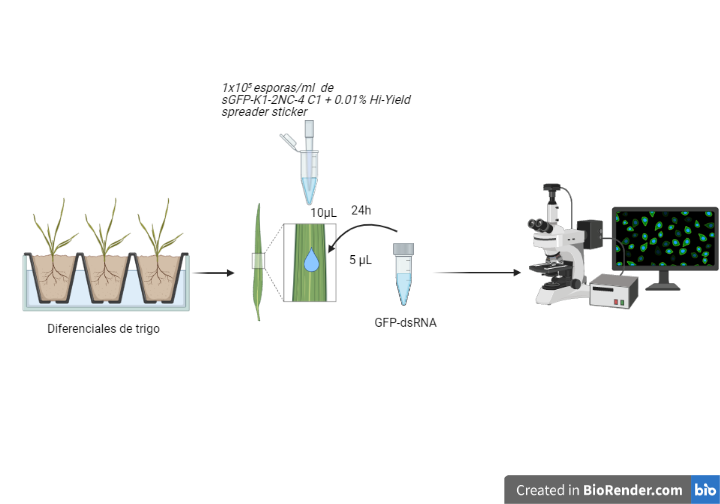 1x10⁵ esporas/ml de
sGFP-K1-2NC-4 C1 + 0.01% Hi-Yield
spreader sticker
10µL
24h
5 µL
GFP-dsRNA
Diferenciales de trigo
Created in BioRender.com bio